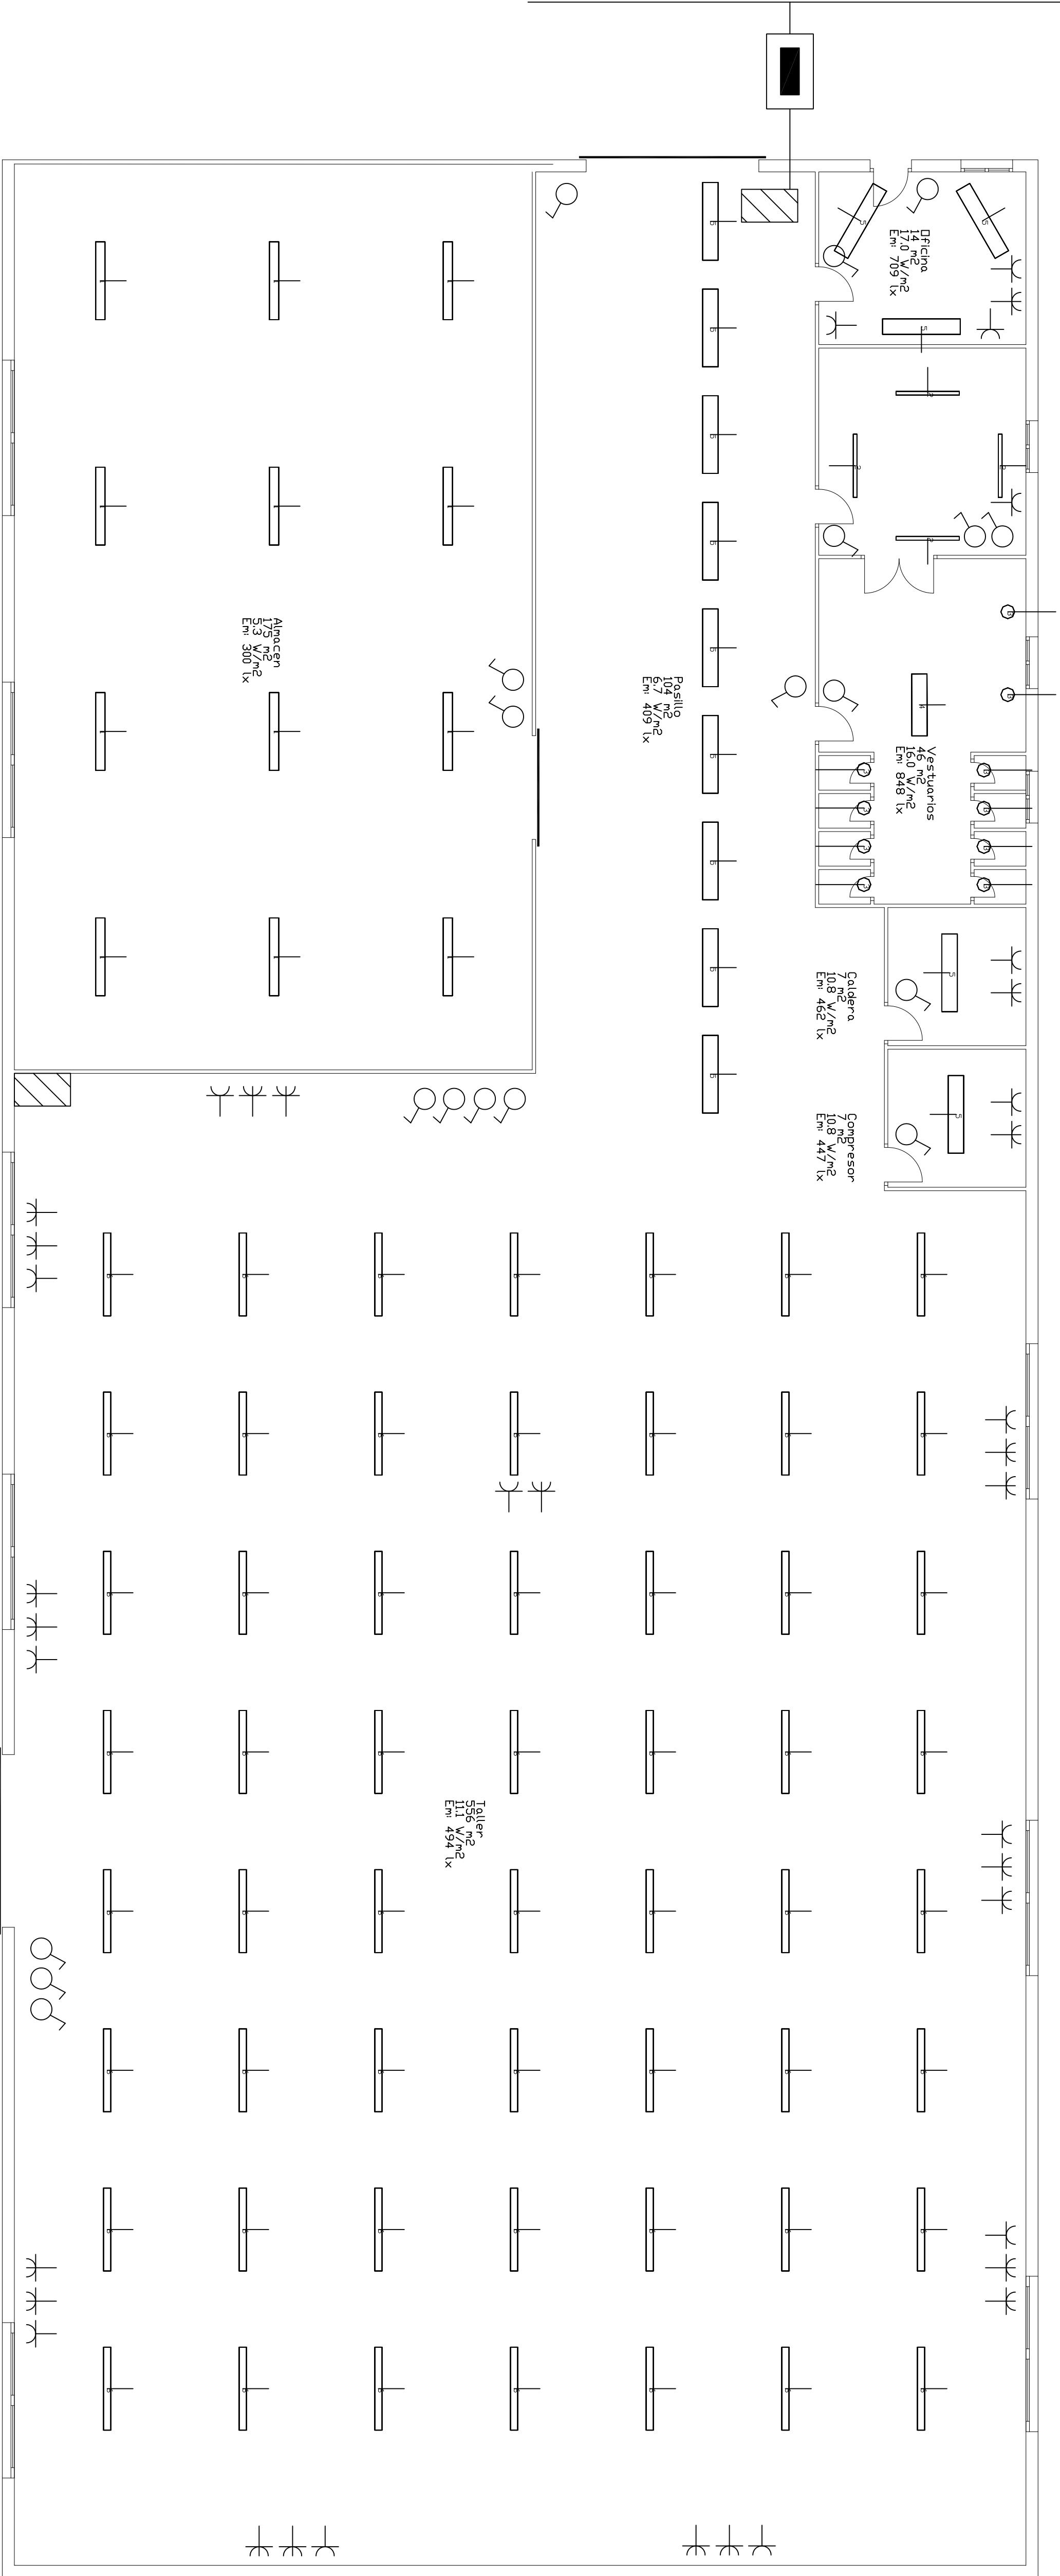 Oficina
14 m2
17.0 W/m2
Em: 709 lx
Almacen
175 m2
5.3 W/m2
Em: 300 lx
Pasillo
104 m2
6.7 W/m2
Em: 409 lx
Vestuarios
46 m2
16.0 W/m2
Em: 848 lx
Caldera
7 m2
10.8 W/m2
Em: 462 lx
Compresor
7 m2
10.8 W/m2
Em: 447 lx
Taller
556 m2
11.1 W/m2
Em: 494 lx